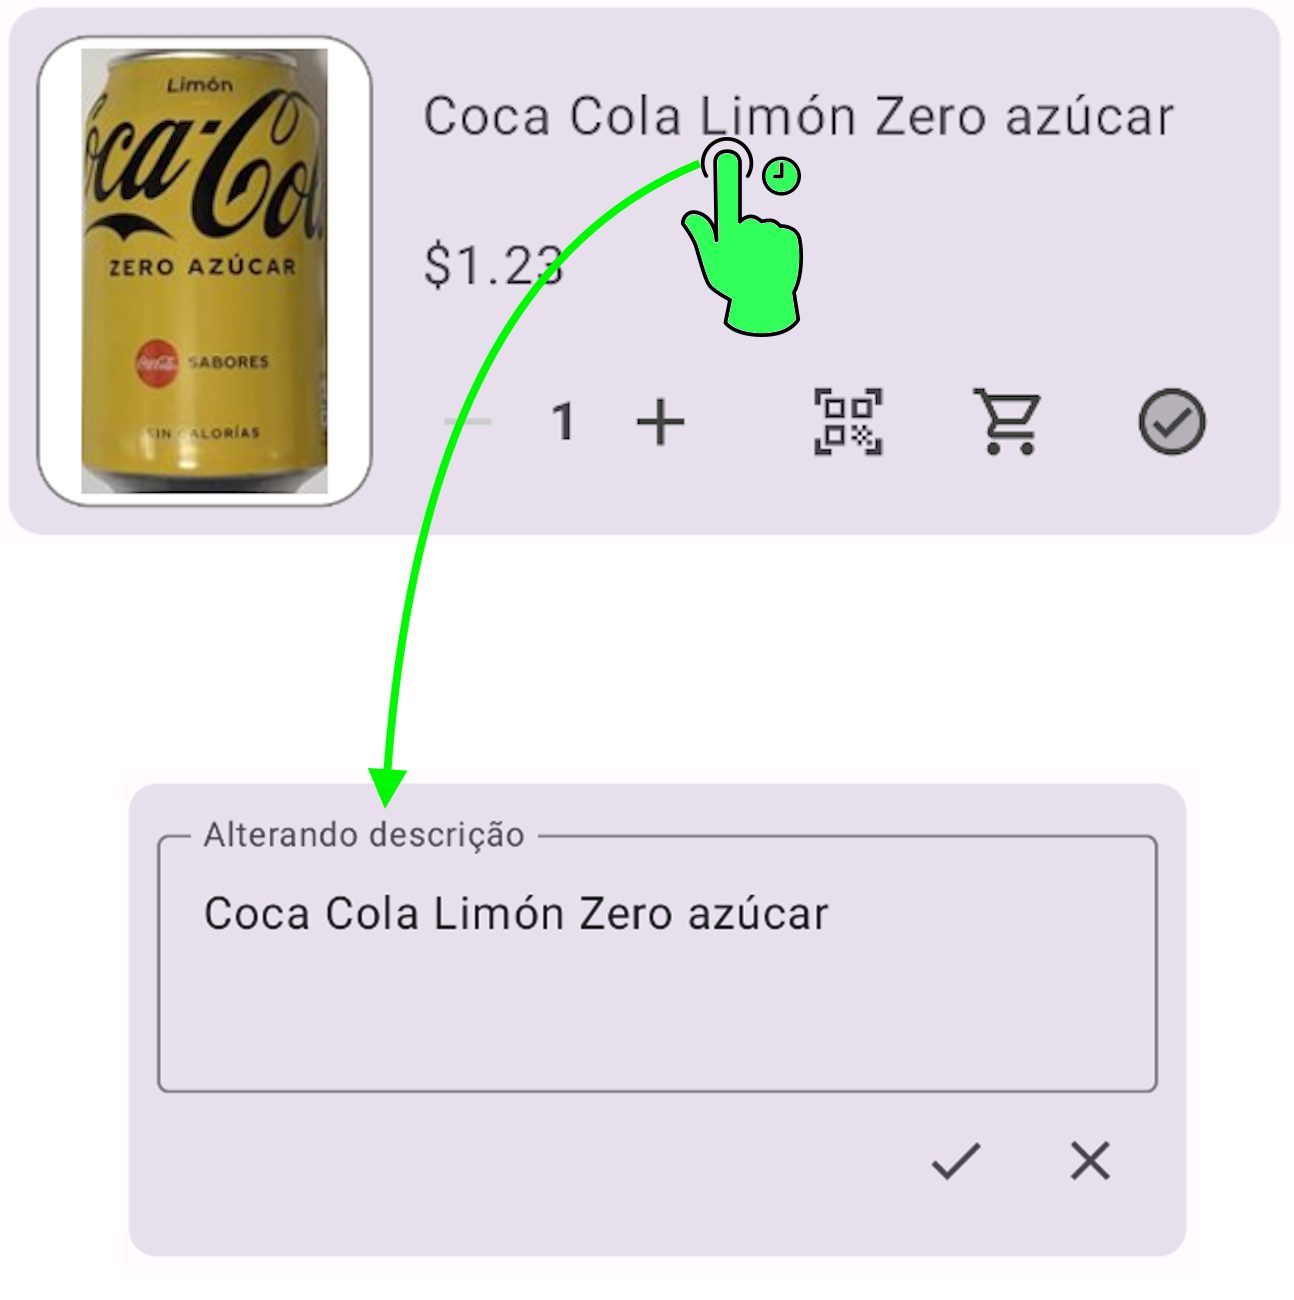 Limón
Coca-Cola
ZERO AZÚCAR
SABORES
SIN CALORÍAS
Coca Cola Limón Zero azúcar
$1.23
1
Alterando descrição
Coca Cola Limón Zero azúcar